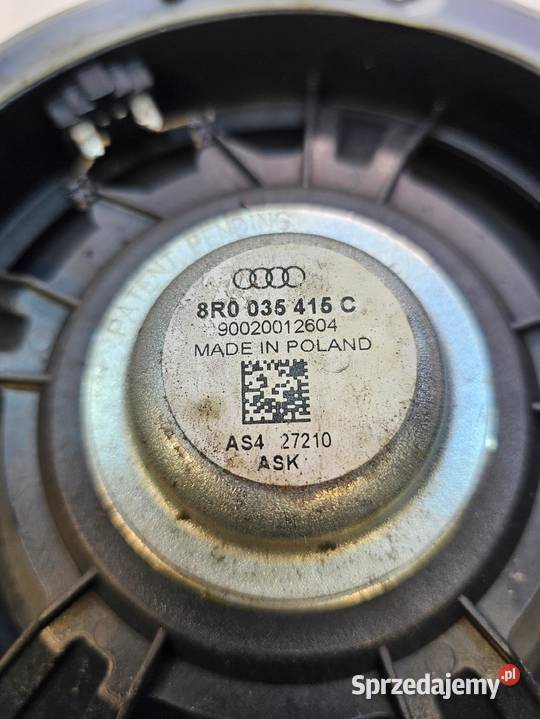 PATENT PENDING
8R0 035 415 C
90020012604
MADE IN POLAND
AS4 27210
ASK
Sprzedajemy.pl